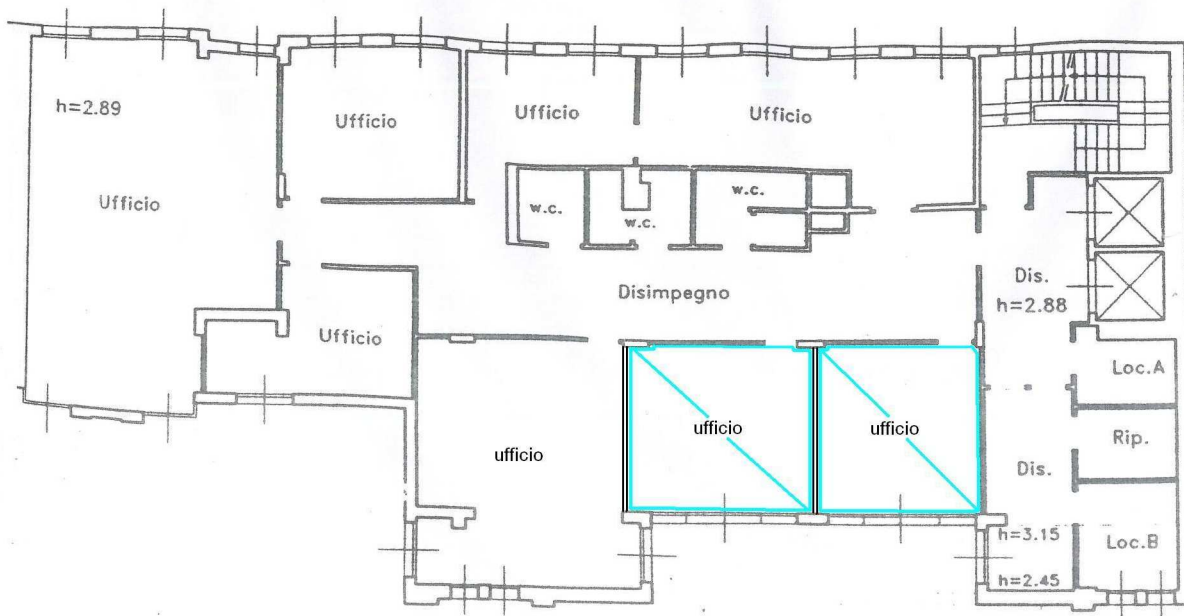 h=2.89
Ufficio
Ufficio
Ufficio
Ufficio
w.c.
w.c.
w.c.
Disimpegno
Dis.
h=2.88
Ufficio
Loc.A
ufficio
ufficio
ufficio
Rip.
Dis.
h=3.15
Loc.B
h=2.45